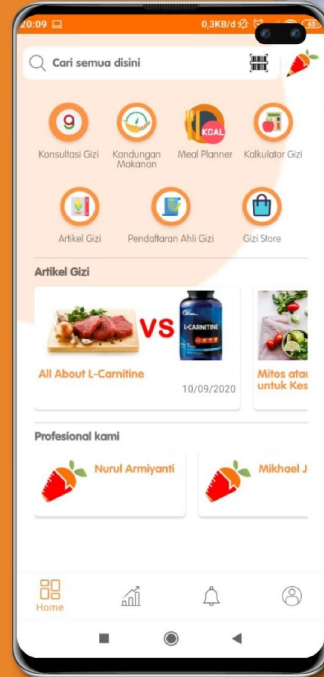 20:09
0,3KB/d
Cari semua disini
KCAL
Konsultasi Gizi
Kandungan
Makanan
Meal Planner
Kalkulator Gizi
Artikel Gizi
Pendaftaran Ahli Gizi
Gizi Store
Artikel Gizi
VS
L-CARNITINE
All About L-Carnitine
10/09/2020
Mitos atau
untuk Kes
Profesional kami
Nurul Armiyanti
Mikhael J
Home